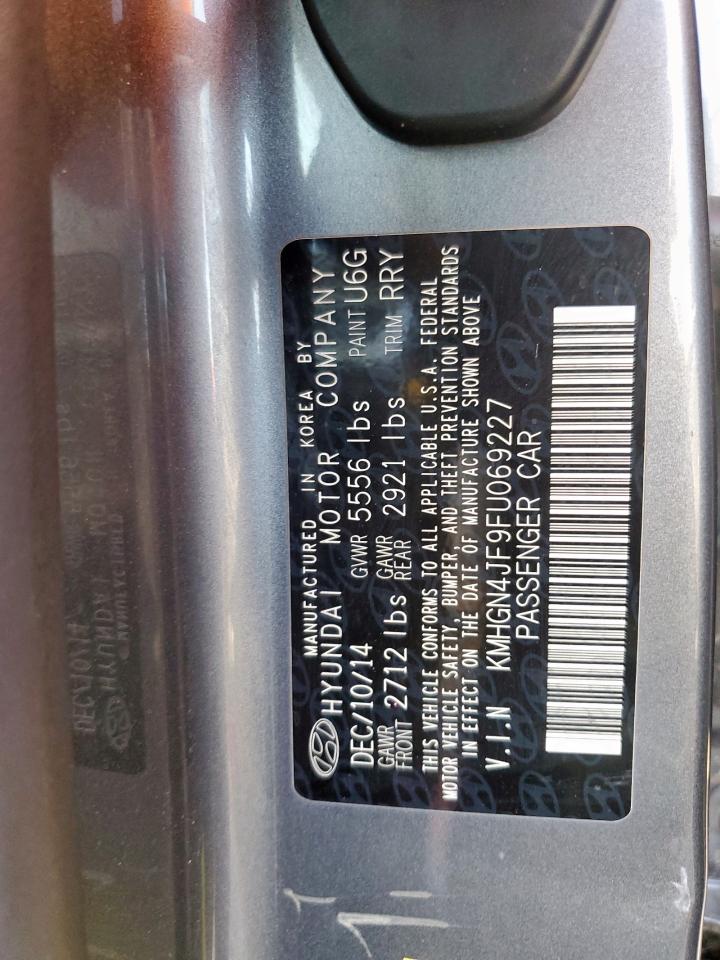 MANUFACTURED IN KOREA BY
HYUNDAI MOTOR COMPANY
DEC/10/14 GVWR 5556 lbs PAINT U6G
GAWR FRONT 2712 lbs GAWR REAR 2921 lbs TRIM RRY
THIS VEHICLE CONFORMS TO ALL APPLICABLE U.S.A. FEDERAL
MOTOR VEHICLE SAFETY, BUMPER, AND THEFT PREVENTION STANDARDS
IN EFFECT ON THE DATE OF MANUFACTURE SHOWN ABOVE
V.I.N KMHGN4JF9FU069227
PASSENGER CAR